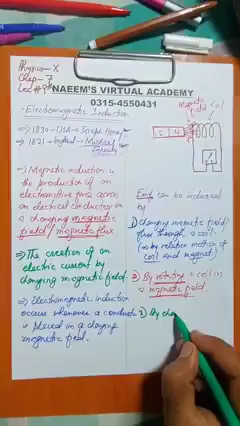 Physics-X
Chap-7
Lec#
NAEEM'S VIRTUAL ACADEMY
0315-4550431
Electromagnetic Induction
Magnetic
Coil
S N
⇒) 1830-USA-Joseph Henry
⇒) 1831-England-Michael
Faraday
⇒) Magnetic induction is
the production of an
electromotive force across
an electrical conductor in
a changing magnetic
field/magnetic flux.
⇒) The creation of an
electric current by
changing magnetic field.
⇒) Electromagnetic induction
occurs whenever a conductor
is placed in a changing
magnetic field.
Emf can be induced
by
1) Changing magnetic field/
flux through a coil.
(or by relative motion of
coil and magnet)
2) By rotating a coil in
a magnetic field.
3) By chan